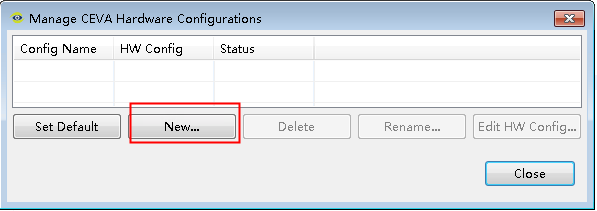 Manage CEVA Hardware Configurations
Config Name HW Config Status
Set Default New... Delete Rename... Edit HW Config...
Close